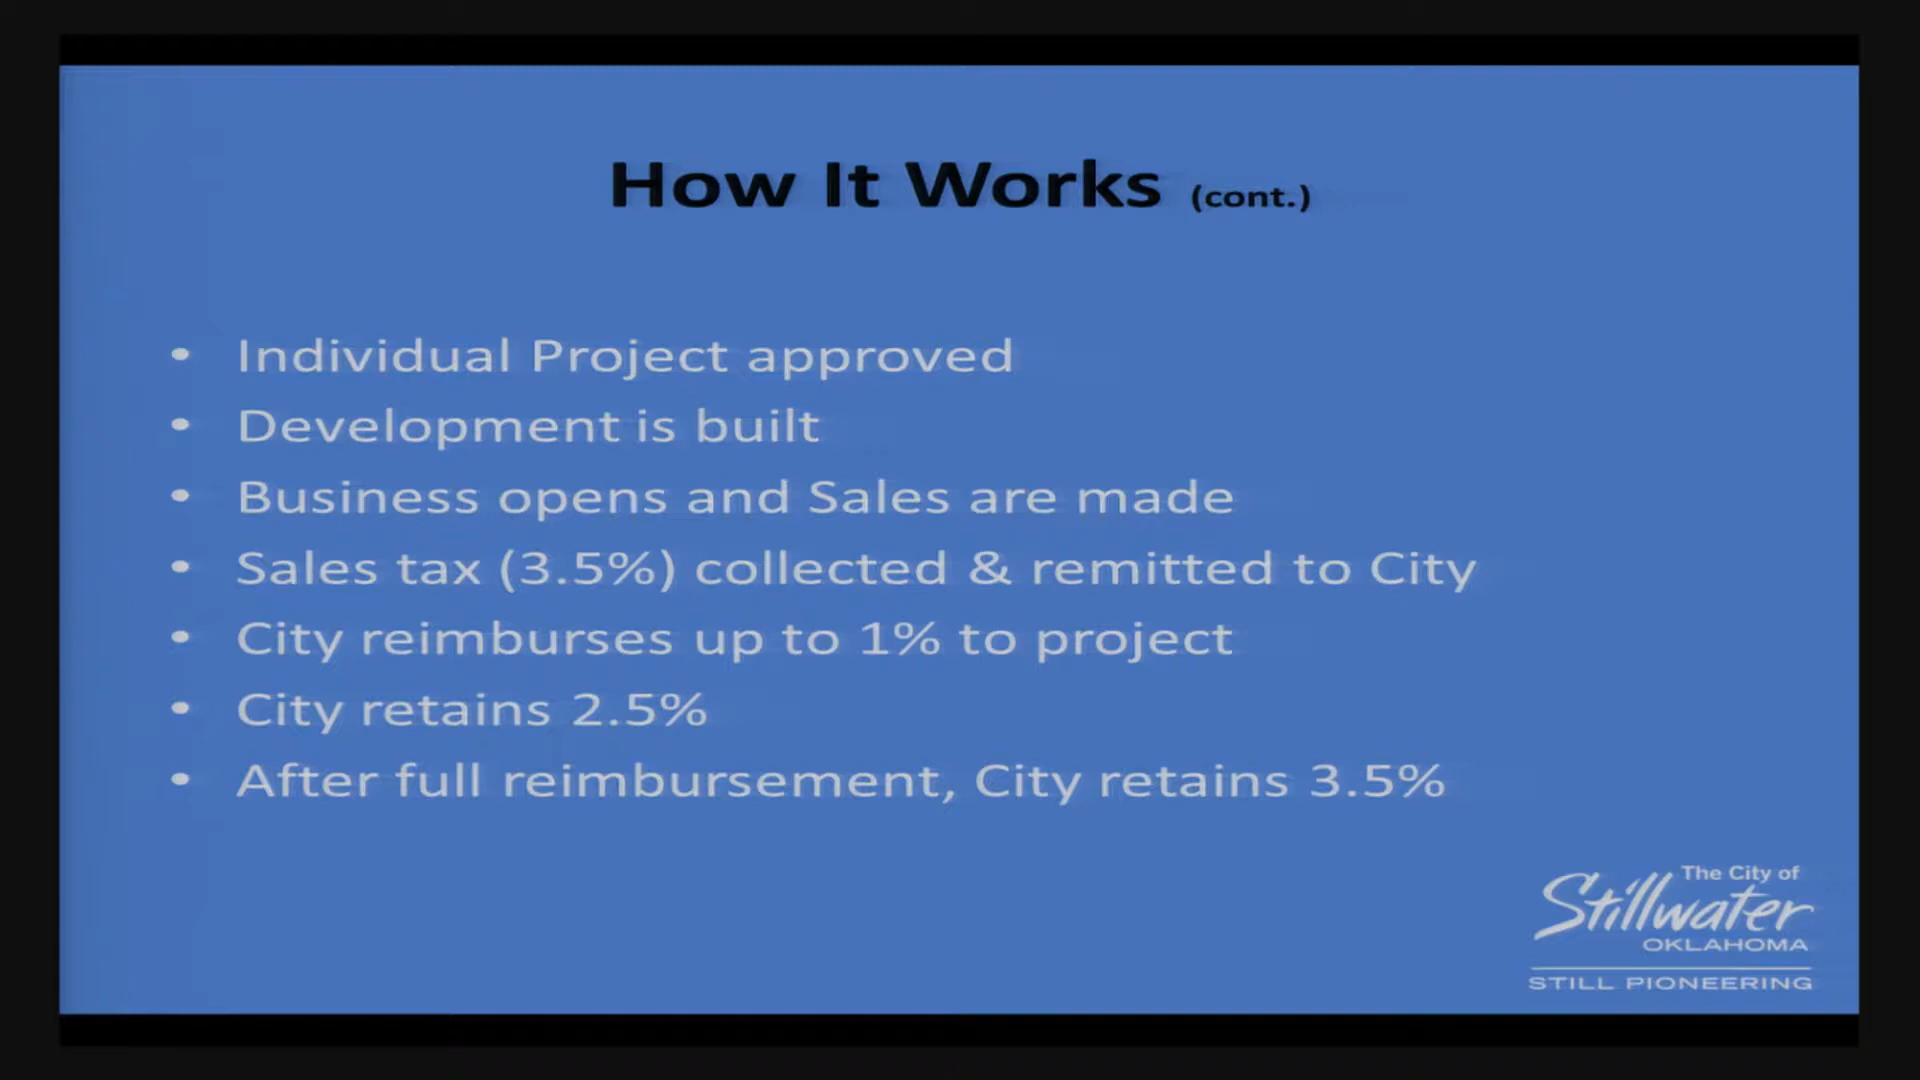 How It Works (cont.)
• Individual Project approved
• Development is built
• Business opens and Sales are made
• Sales tax (3.5%) collected & remitted to City
• City reimburses up to 1% to project
• City retains 2.5%
• After full reimbursement, City retains 3.5%
The City of
Stillwater
OKLAHOMA
STILL PIONEERING